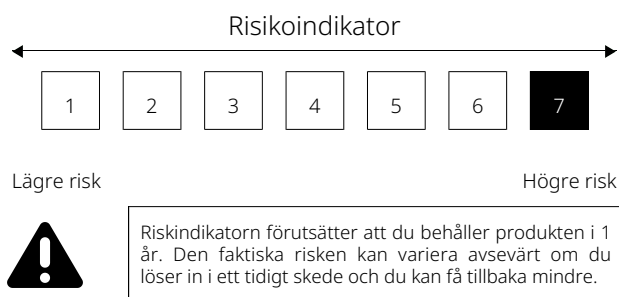 Risikoindikator
1 2 3 4 5 6 7
Lägre risk Högre risk
Riskindikatorn förutsätter att du behåller produkten i 1
år. Den faktiska risken kan variera avsevärt om du
löser in i ett tidigt skede och du kan få tillbaka mindre.